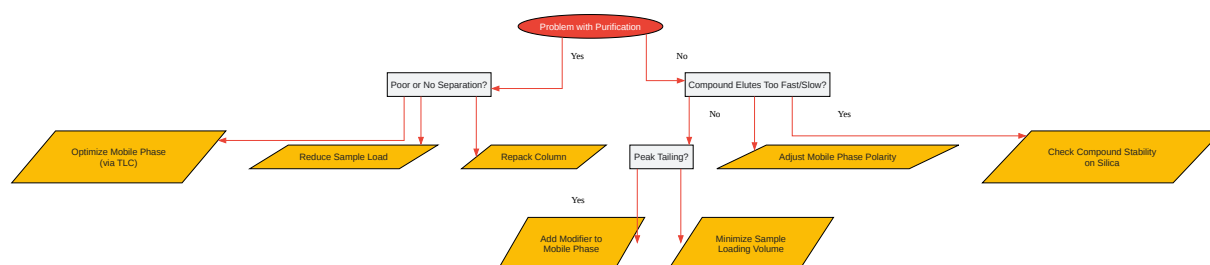 Problem with Purification
Yes
No
Poor or No Separation?
Compound Elutes Too Fast/Slow?
No
Yes
Optimize Mobile Phase
(via TLC)
Reduce Sample Load
Repack Column
Peak Tailing?
Adjust Mobile Phase Polarity
Check Compound Stability
on Silica
Yes
Add Modifier to
Mobile Phase
Minimize Sample
Loading Volume